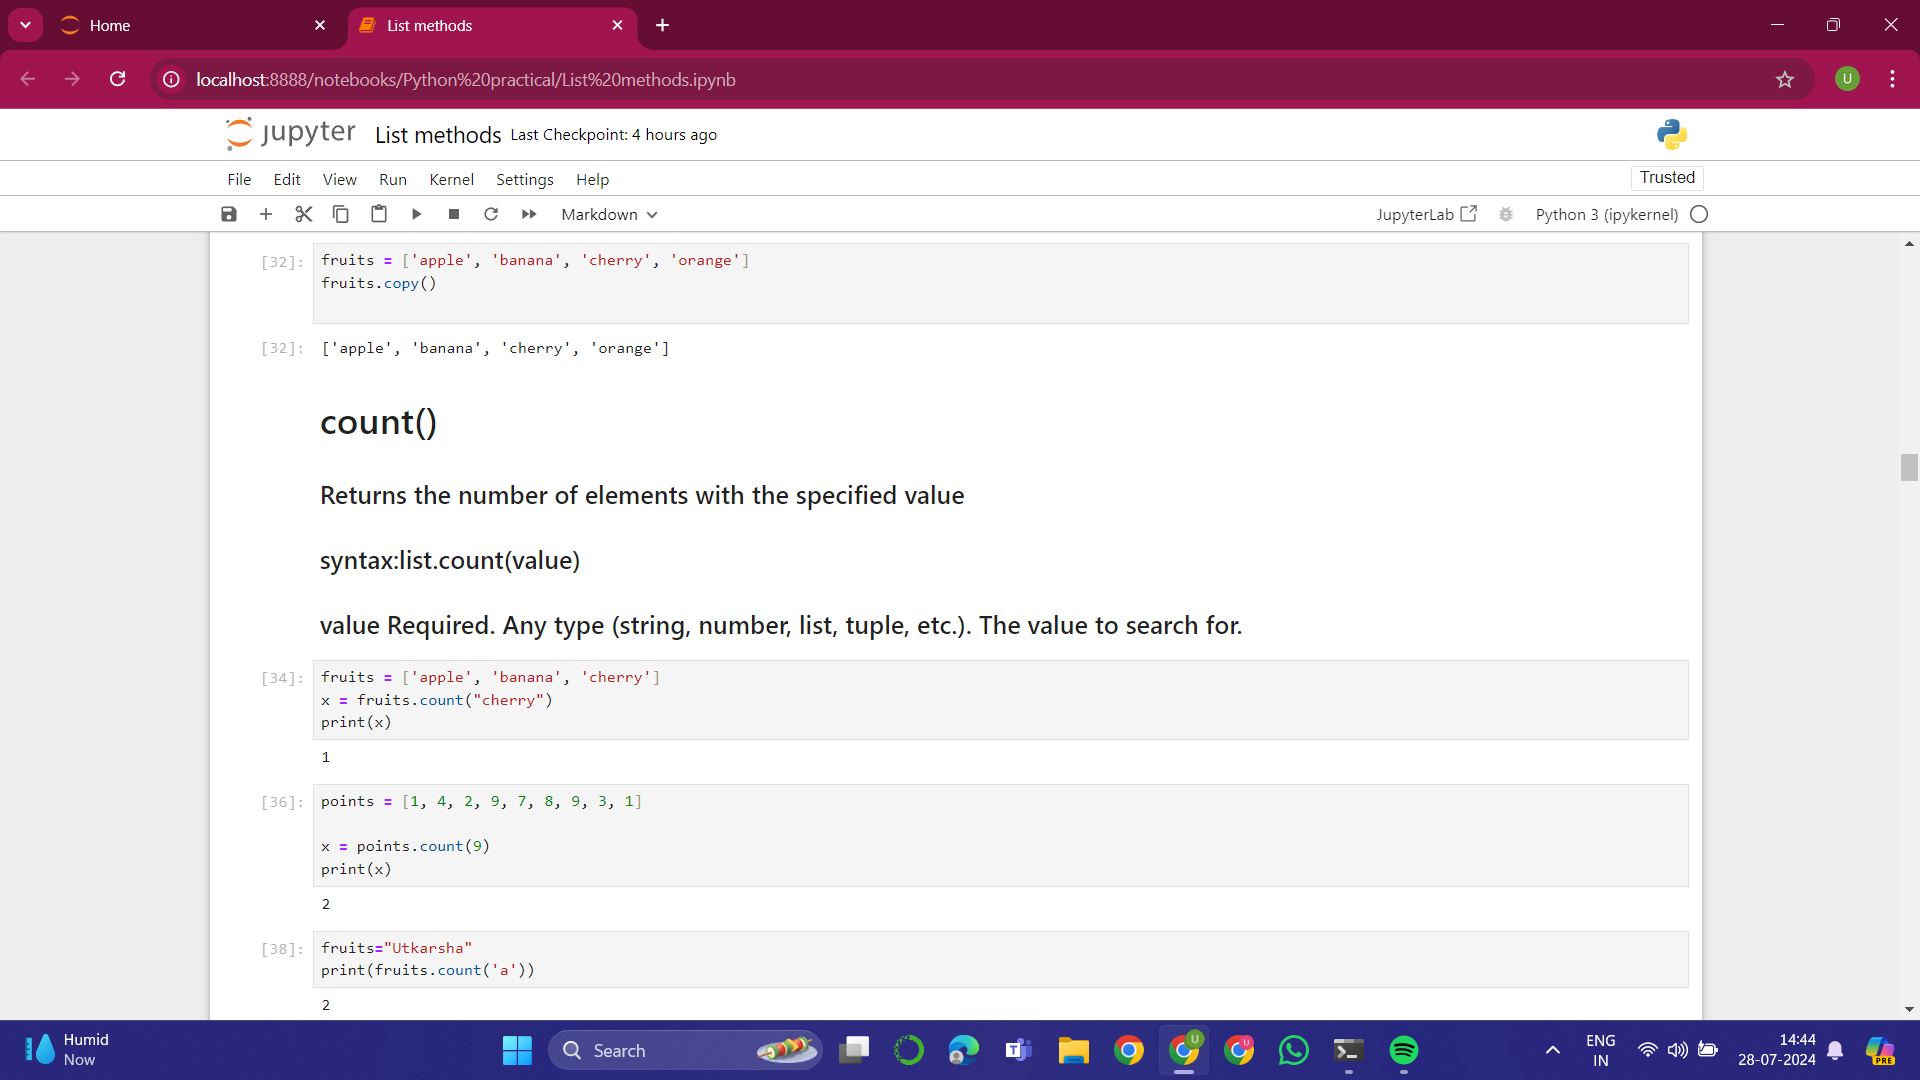 Home
List methods
localhost:8888/notebooks/Python%20practical/List%20methods.ipynb
U
jupyter List methods Last Checkpoint: 4 hours ago
File Edit View Run Kernel Settings Help
Trusted
Markdown
JupyterLab
Python 3 (ipykernel)
[32]: fruits = ['apple', 'banana', 'cherry', 'orange']
fruits.copy()
[32]: ['apple', 'banana', 'cherry', 'orange']
count()
Returns the number of elements with the specified value
syntax:list.count(value)
value Required. Any type (string, number, list, tuple, etc.). The value to search for.
[34]: fruits = ['apple', 'banana', 'cherry']
x = fruits.count("cherry")
print(x)
1
[36]: points = [1, 4, 2, 9, 7, 8, 9, 3, 1]
x = points.count(9)
print(x)
2
[38]: fruits="Utkarsha"
print(fruits.count('a'))
2
Humid
Now
Search
U
U
ENG
IN
14:44
28-07-2024
PRE